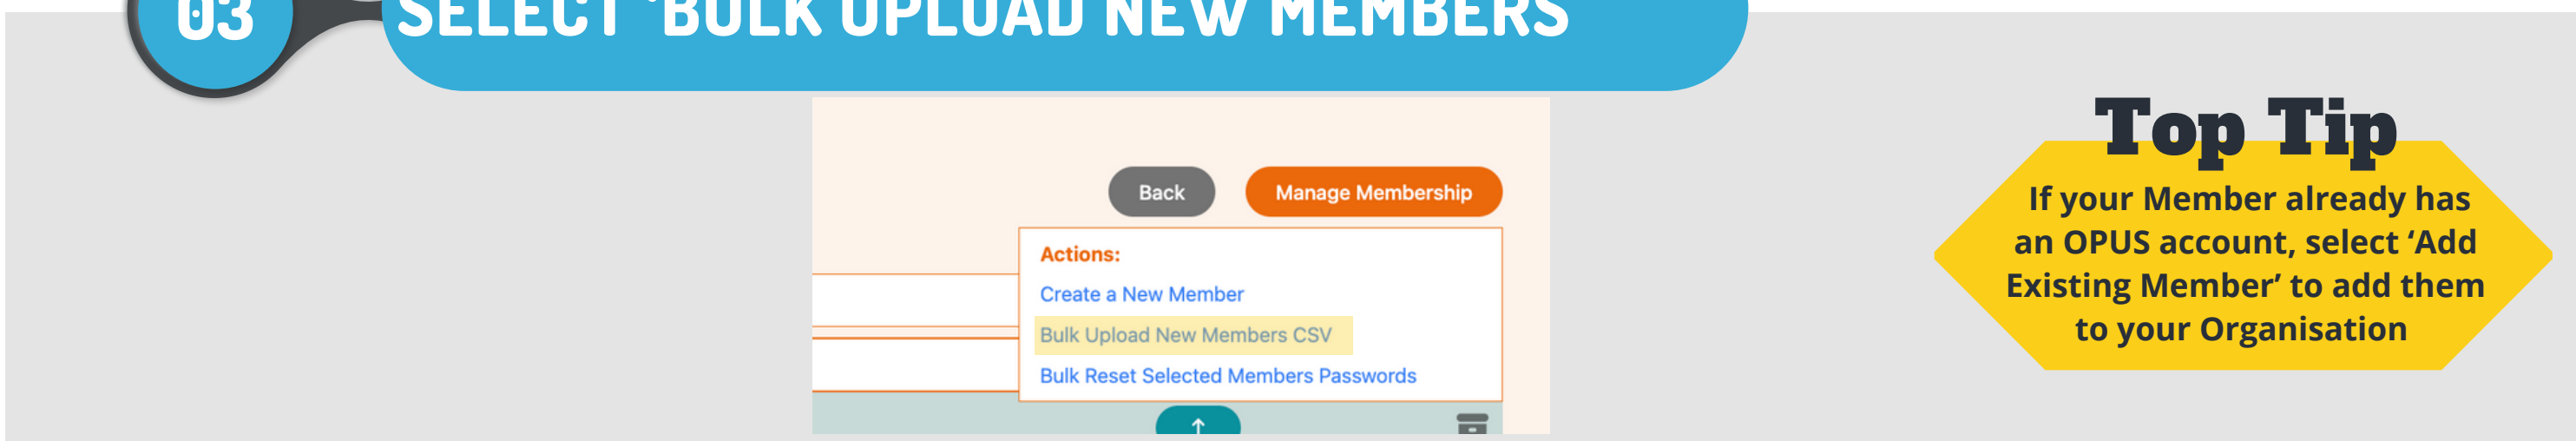 03
SELECT ‘BULK UPLOAD NEW MEMBERS
Back
Manage Membership
Actions:
Create a New Member
Bulk Upload New Members CSV
Bulk Reset Selected Members Passwords
Top Tip
If your Member already has
an OPUS account, select ‘Add
Existing Member’ to add them
to your Organisation